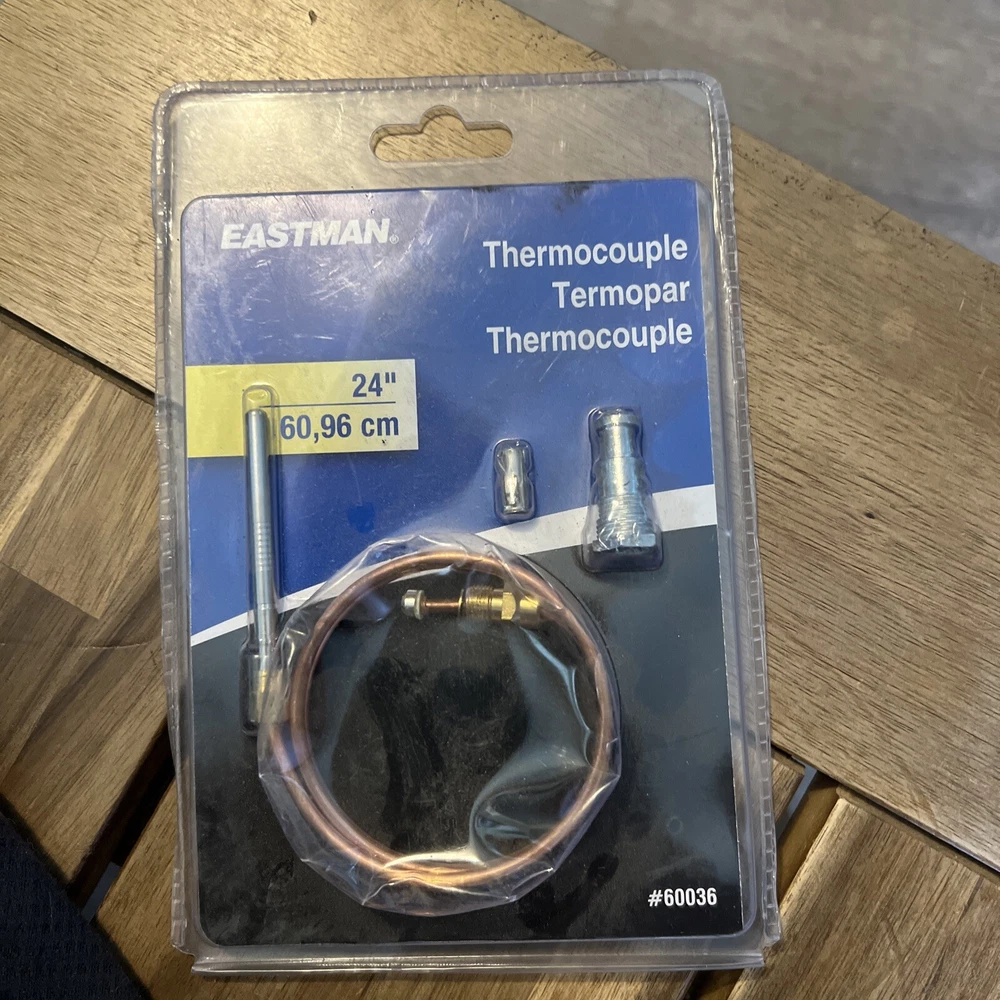 EASTMAN®
Thermocouple
Termopar
Thermocouple
24"
60,96 cm
#60036